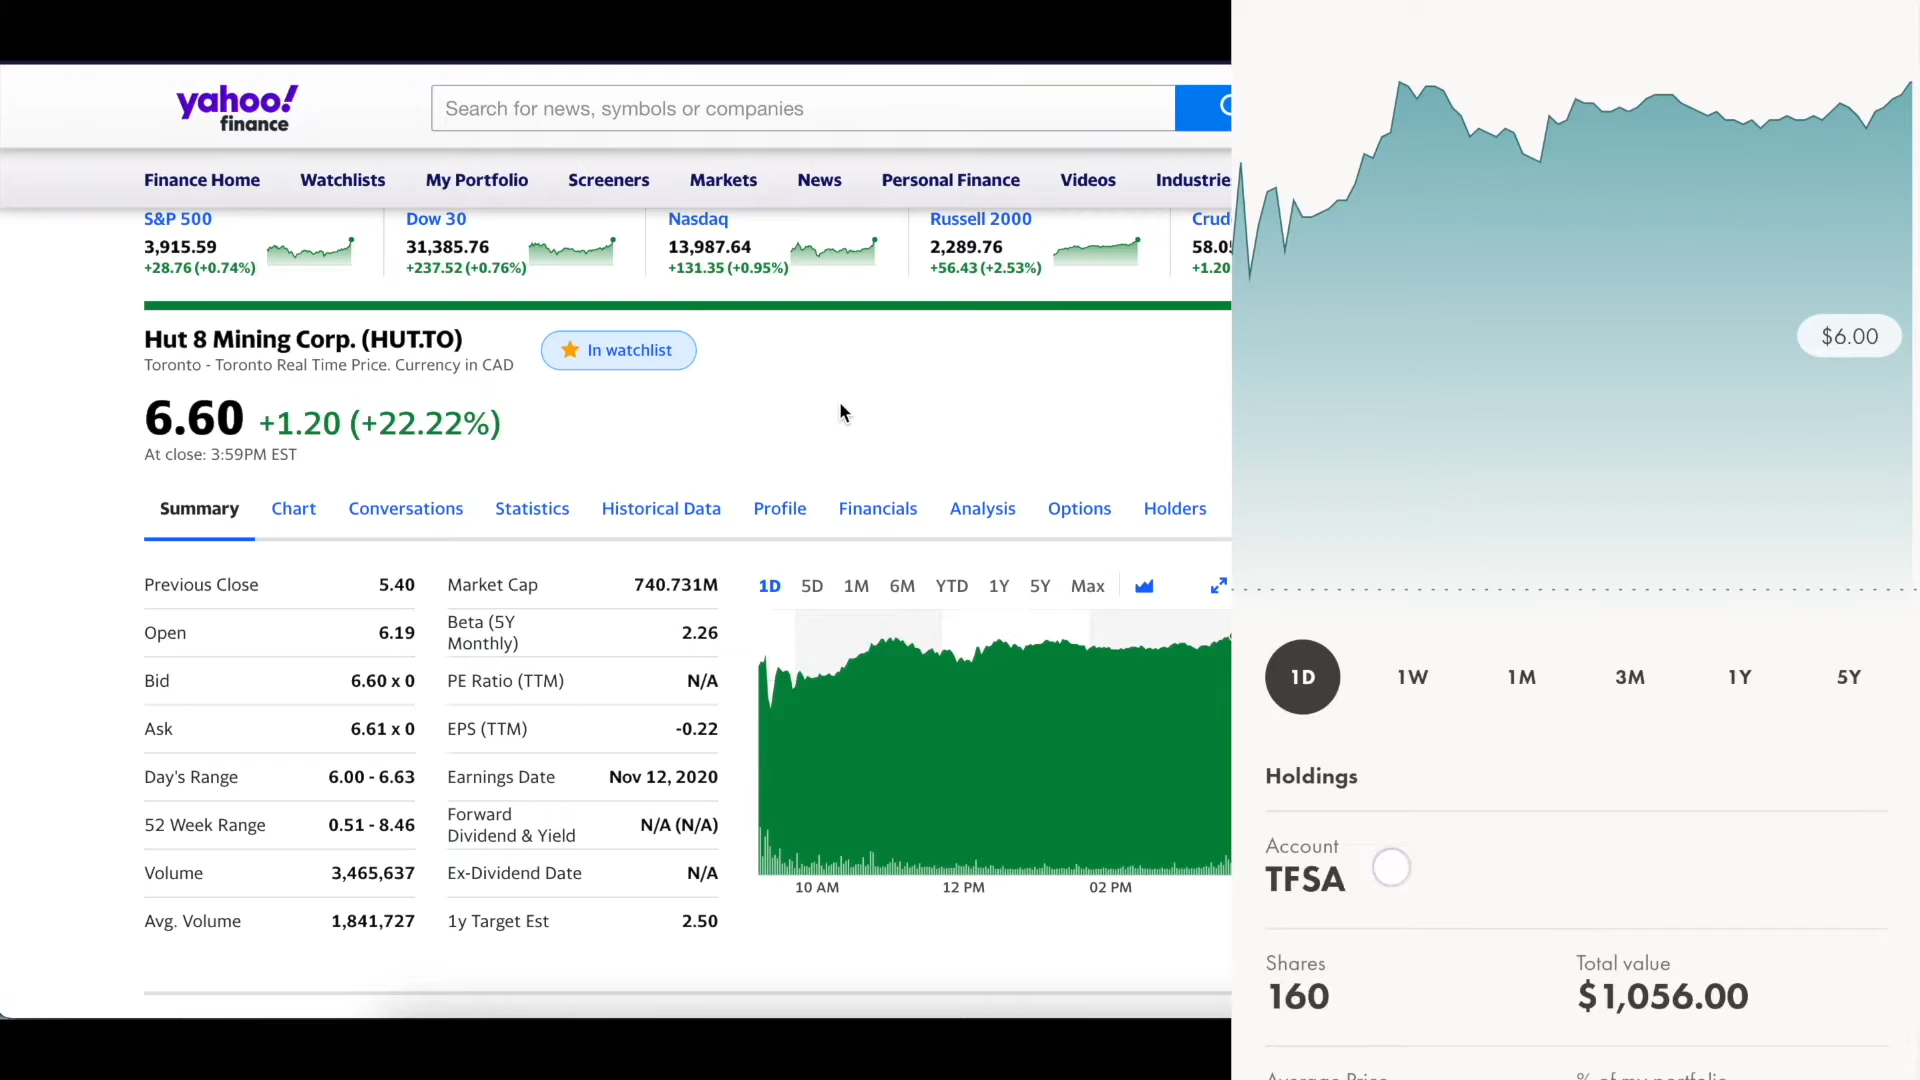 yahoo!
finance
Search for news, symbols or companies
Finance Home Watchlists My Portfolio Screeners Markets News Personal Finance Videos Industrie
S&P 500 Dow 30 Nasdaq Russell 2000 Crud
3,915.59 31,385.76 13,987.64 2,289.76 58.0
+28.76 (+0.74%) +237.52 (+0.76%) +131.35 (+0.95%) +56.43 (+2.53%) +1.20
Hut 8 Mining Corp. (HUT.TO)
In watchlist
Toronto - Toronto Real Time Price. Currency in CAD
6.60 +1.20 (+22.22%)
At close: 3:59PM EST
Summary Chart Conversations Statistics Historical Data Profile Financials Analysis Options Holders
Previous Close 5.40
Open 6.19
Bid 6.60 x 0
Ask 6.61 x 0
Day's Range 6.00 - 6.63
52 Week Range 0.51 - 8.46
Volume 3,465,637
Avg. Volume 1,841,727
Market Cap 740.731M
Beta (5Y
Monthly) 2.26
PE Ratio (TTM) N/A
EPS (TTM) -0.22
Earnings Date Nov 12, 2020
Forward
Dividend & Yield N/A (N/A)
Ex-Dividend Date N/A
1y Target Est 2.50
1D 5D 1M 6M YTD 1Y 5Y Max
10 AM 12 PM 02 PM
$6.00
1D 1W 1M 3M 1Y 5Y
Holdings
Account
TFSA
Shares Total value
160 $1,056.00
Average Price % of my portfolio